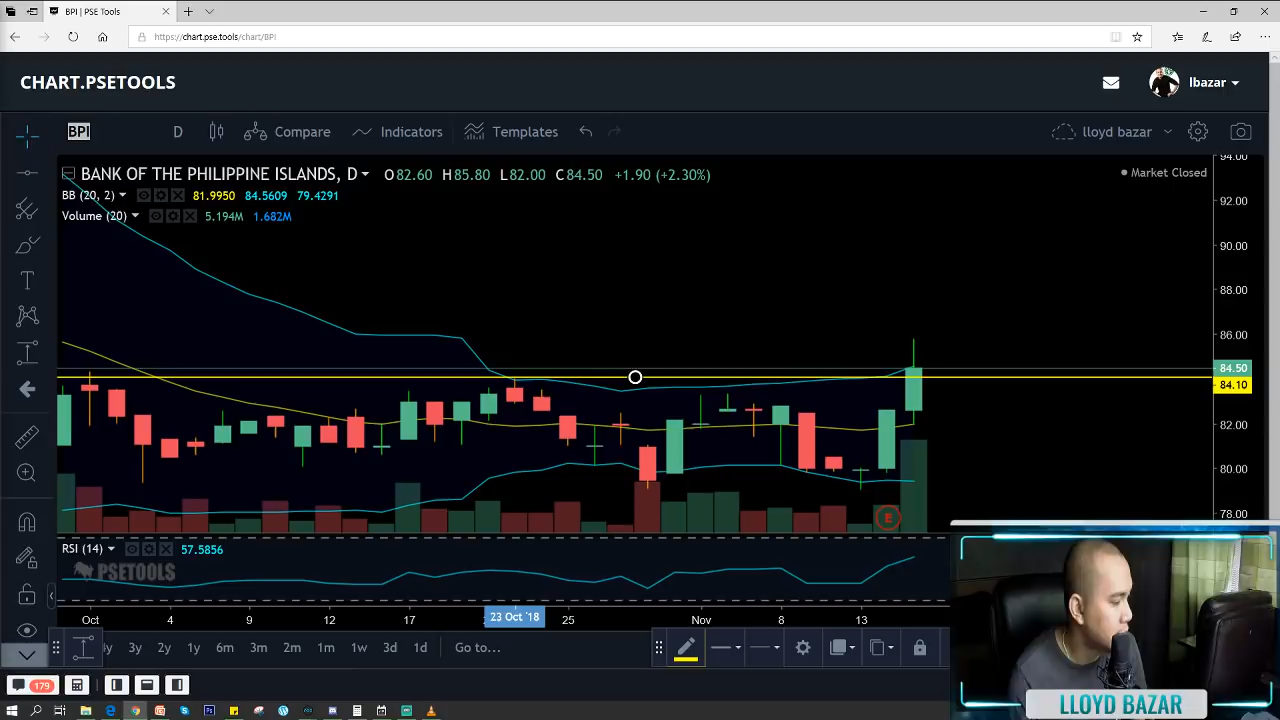 BPI | PSE Tools
https://chart.pse.tools/chart/BPI
CHART.PSETOOLS
lbazar
BPI D Compare Indicators Templates lloyd bazar
BANK OF THE PHILIPPINE ISLANDS, D O82.60 H85.80 L82.00 C84.50 +1.90 (+2.30%)
Market Closed
BB (20, 2) 81.9950 84.5609 79.4291
Volume (20) 5.194M 1.682M
94.00
92.00
90.00
88.00
86.00
84.50
84.10
82.00
80.00
78.00
E
RSI (14) 57.5856
PSETOOLS
Oct 4 9 12 17 23 Oct '18 25 Nov 8 13
y 3y 2y 1y 6m 3m 2m 1m 1w 3d 1d Go to...
179
LLOYD BAZAR